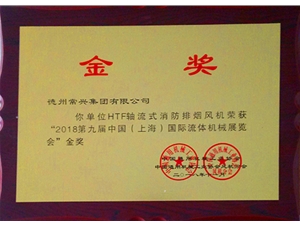 金奖
德州常兴集团有限公司
你单位HTF轴流式消防排烟风机荣获
“2018第九届中国（上海）国际流体机械展览
会”金奖